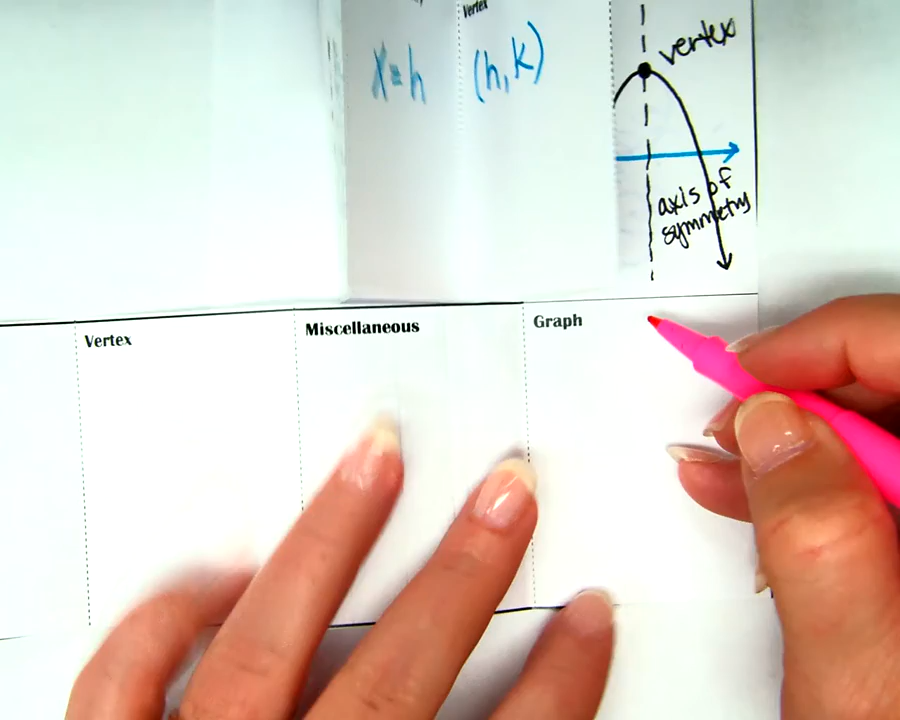 Vertex
x=h
(h,k)
vertex
axis of
symmetry
Vertex
Miscellaneous
Graph